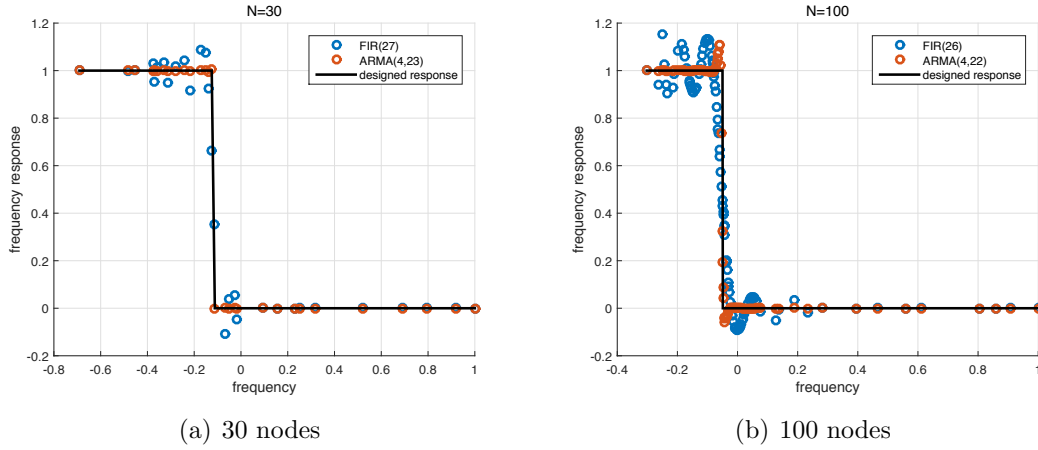 N=30
1.2
1
0.8
0.6
0.4
0.2
0
-0.2
frequency response
-0.8 -0.6 -0.4 -0.2 0 0.2 0.4 0.6 0.8 1
frequency
FIR(27)
ARMA(4,23)
designed response
(a) 30 nodes
N=100
1.2
1
0.8
0.6
0.4
0.2
0
-0.2
frequency response
-0.4 -0.2 0 0.2 0.4 0.6 0.8 1
frequency
FIR(26)
ARMA(4,22)
designed response
(b) 100 nodes